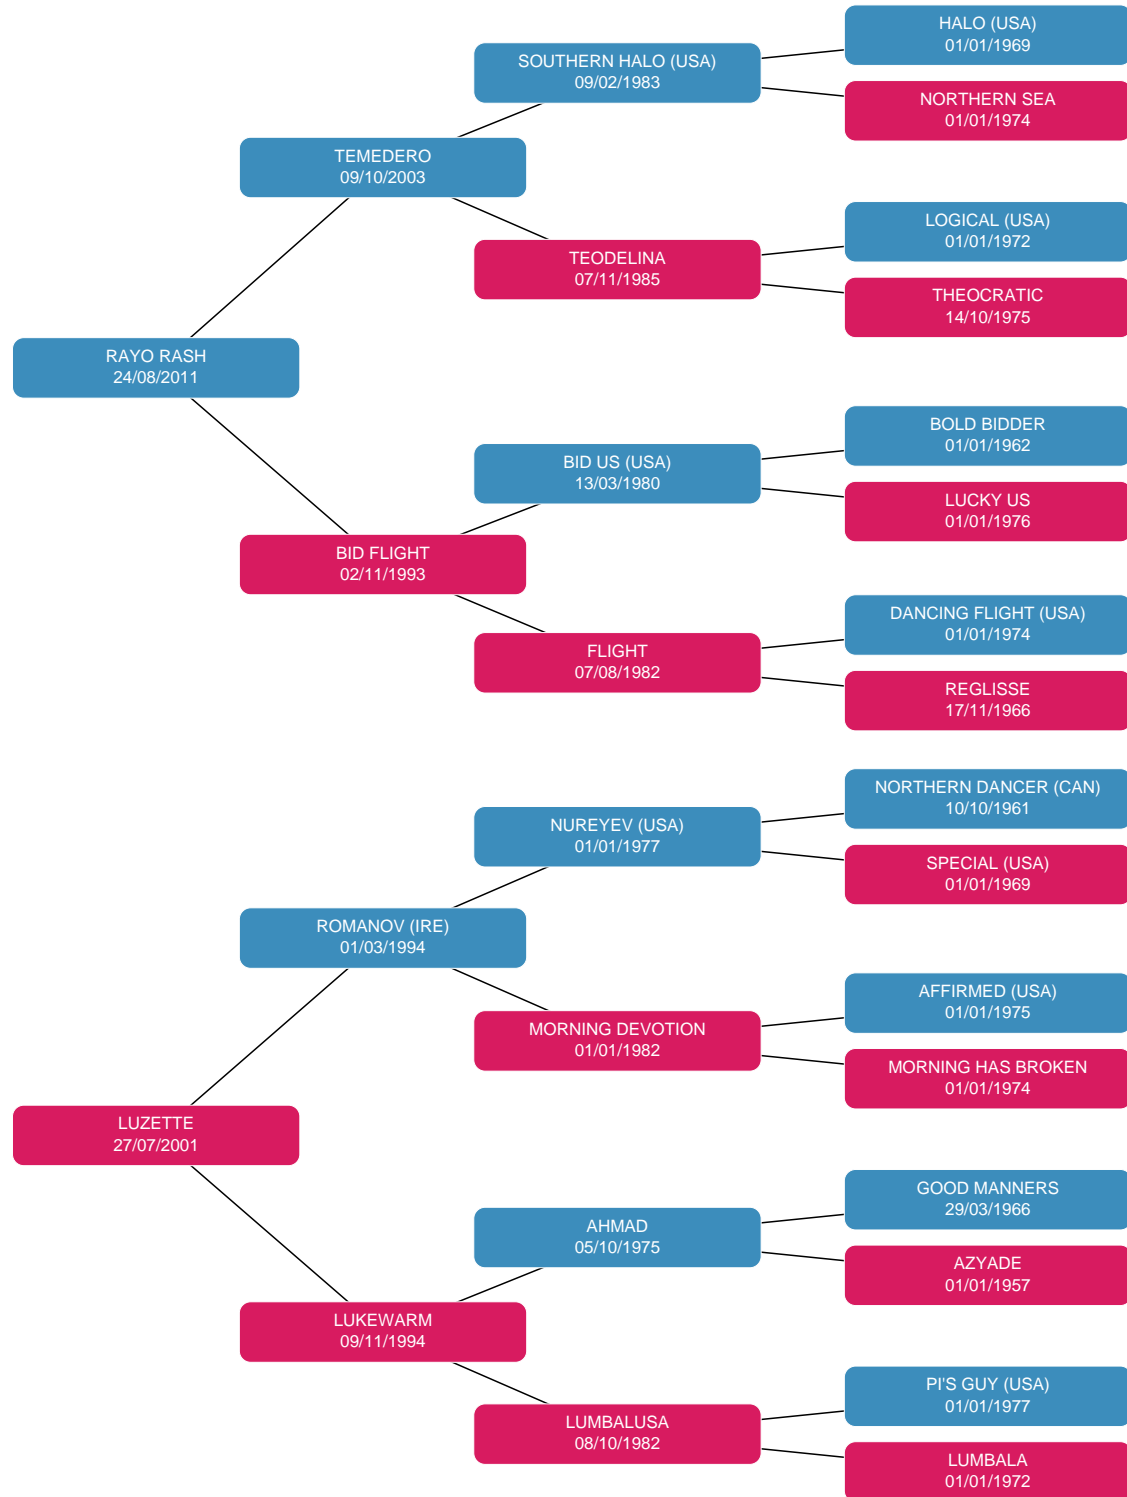 HALO (USA)
01/01/1969
SOUTHERN HALO (USA)
09/02/1983
NORTHERN SEA
01/01/1974
TEMEDERO
09/10/2003
LOGICAL (USA)
01/01/1972
TEODELINA
07/11/1985
THEOCRATIC
14/10/1975
RAYO RASH
24/08/2011
BOLD BIDDER
01/01/1962
BID US (USA)
13/03/1980
LUCKY US
01/01/1976
BID FLIGHT
02/11/1993
DANCING FLIGHT (USA)
01/01/1974
FLIGHT
07/08/1982
REGLISSE
17/11/1966
NORTHERN DANCER (CAN)
10/10/1961
NUREYEV (USA)
01/01/1977
SPECIAL (USA)
01/01/1969
ROMANOV (IRE)
01/03/1994
AFFIRMED (USA)
01/01/1975
MORNING DEVOTION
01/01/1982
MORNING HAS BROKEN
01/01/1974
LUZETTE
27/07/2001
GOOD MANNERS
29/03/1966
AHMAD
05/10/1975
AZYADE
01/01/1957
LUKEWARM
09/11/1994
PI'S GUY (USA)
01/01/1977
LUMBALUSA
08/10/1982
LUMBALA
01/01/1972